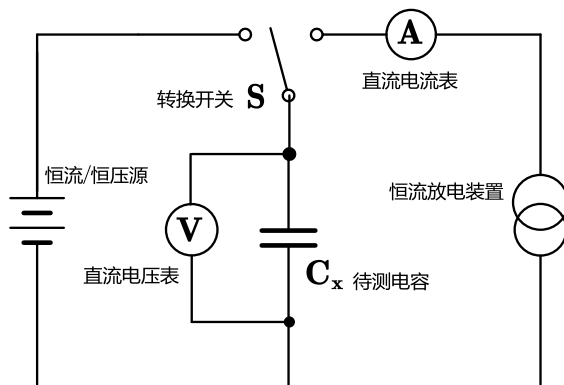 A
直流电流表
转换开关 S
恒流/恒压源
恒流放电装置
V
直流电压表
Cx 待测电容